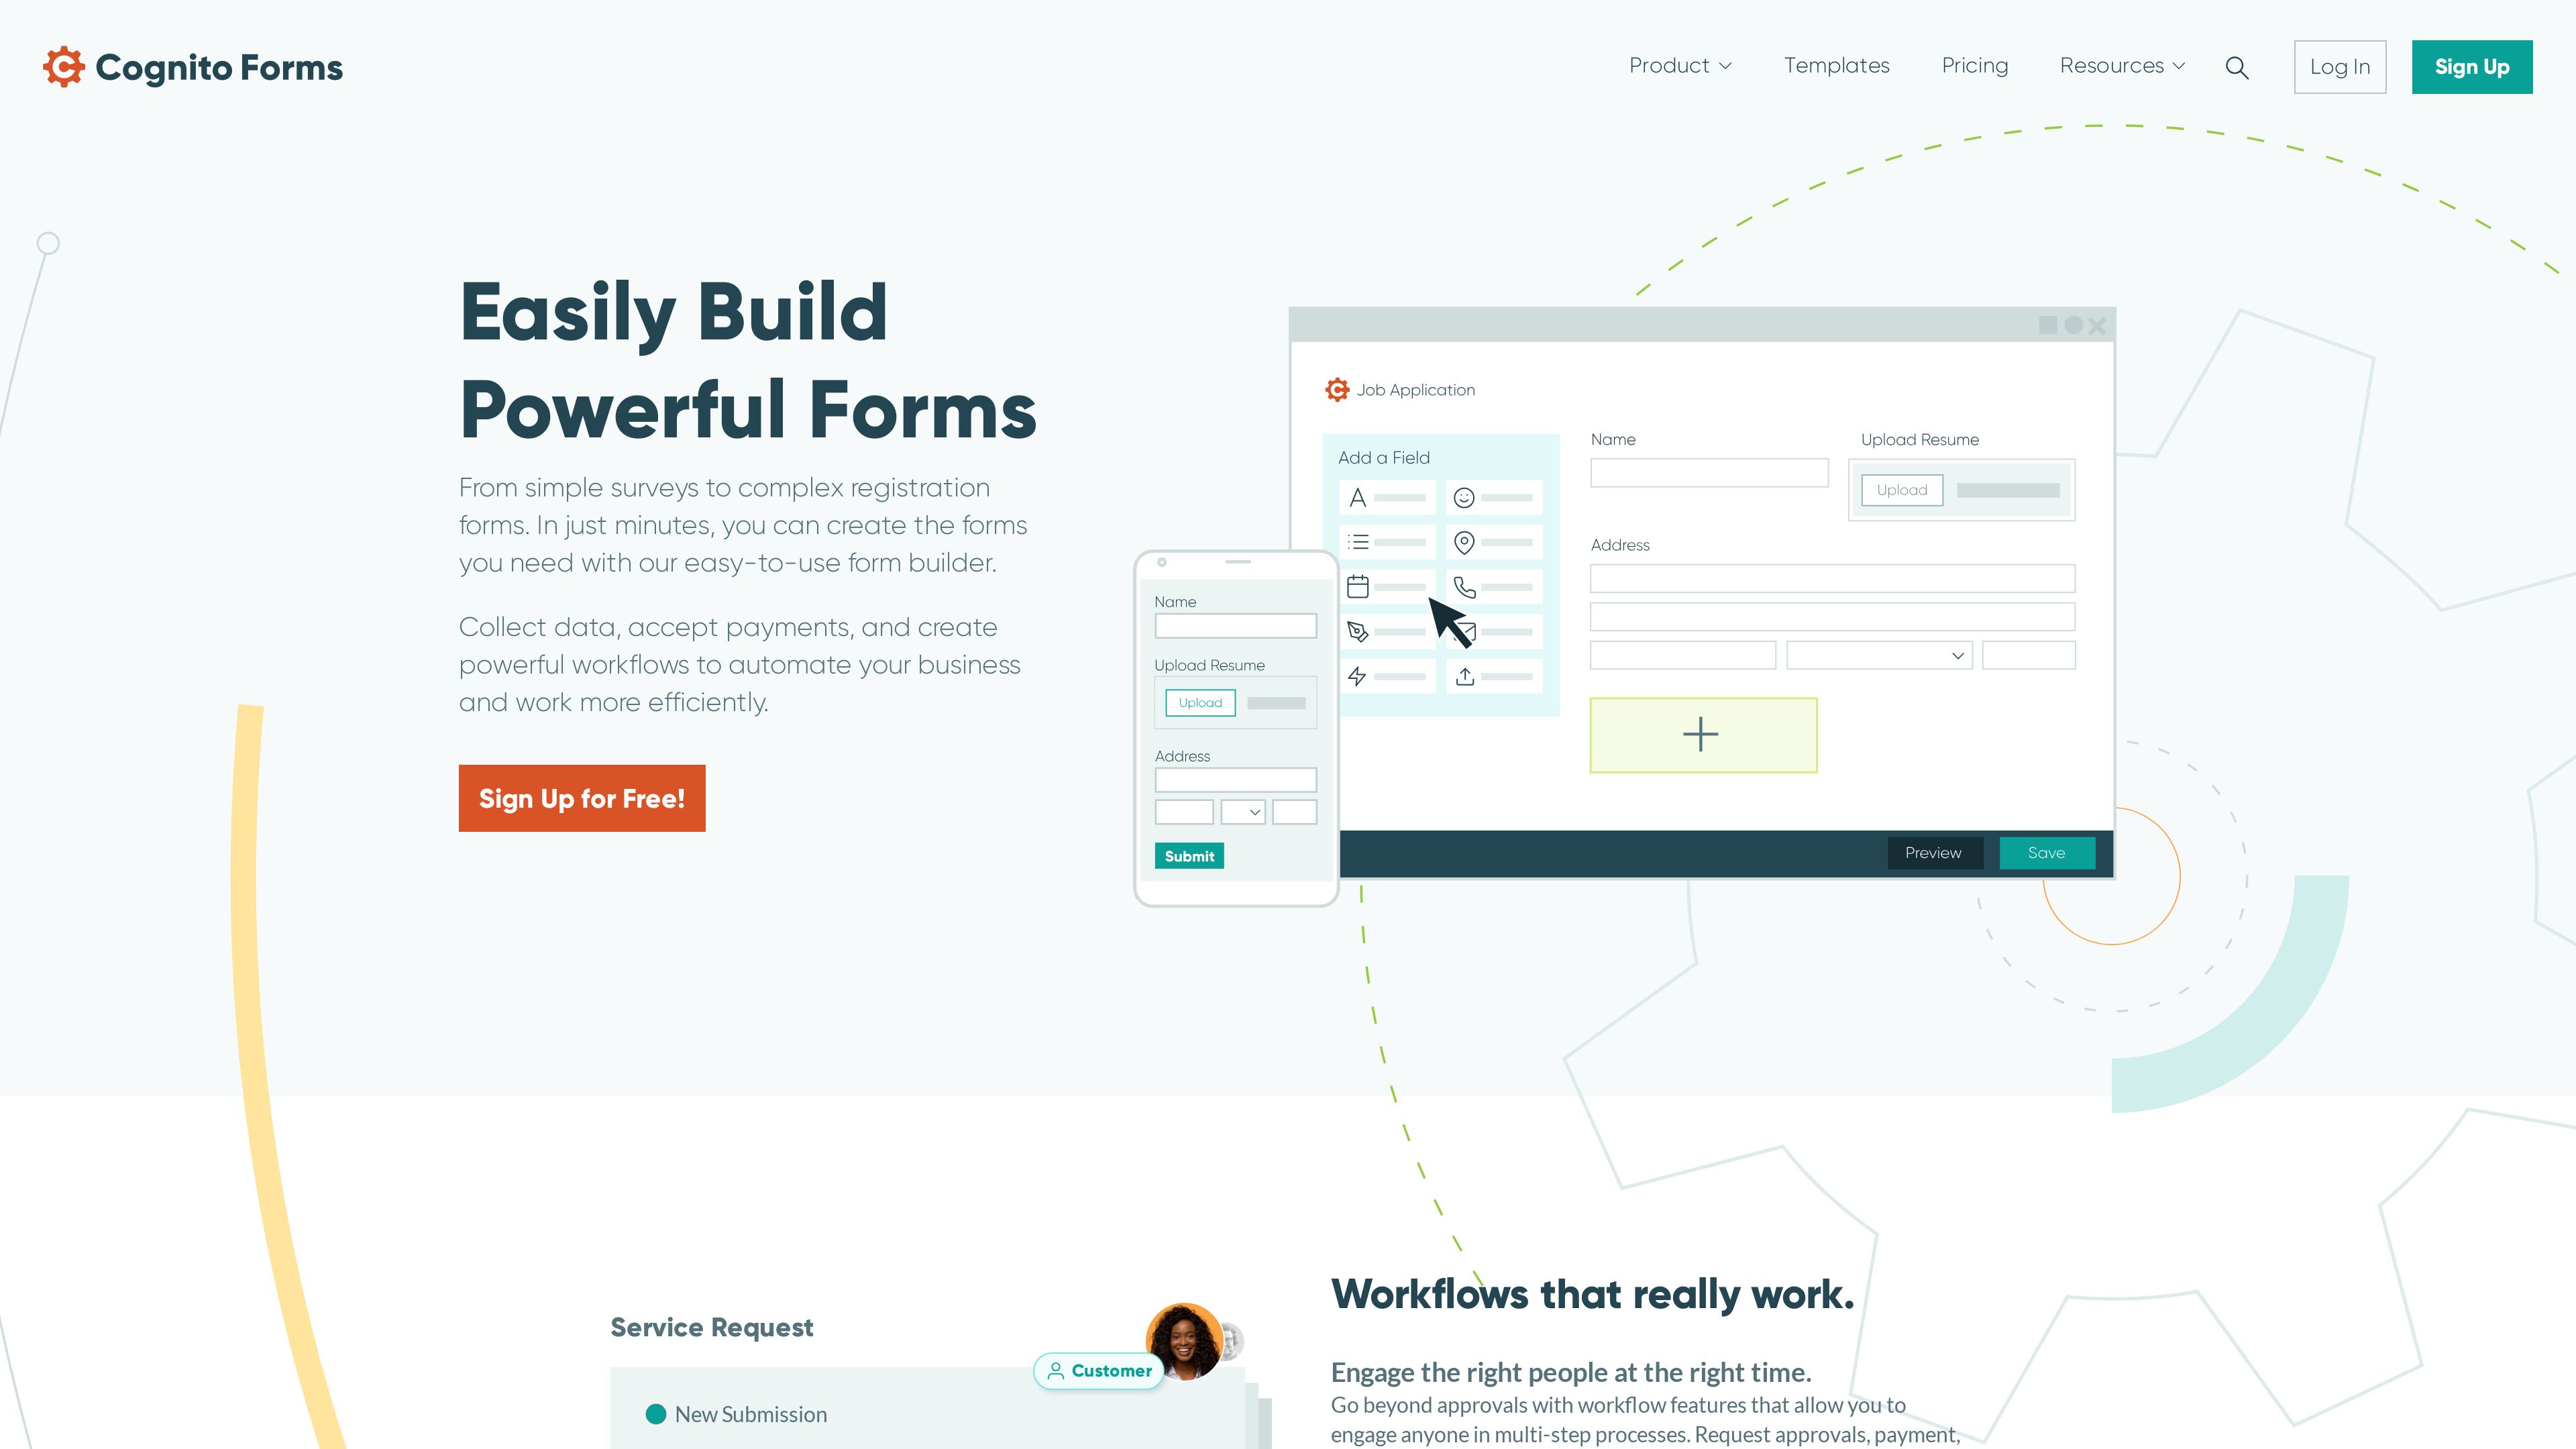 Cognito Forms
Product
Templates
Pricing
Resources
Log In
Sign Up
Easily Build
Powerful Forms
From simple surveys to complex registration
forms. In just minutes, you can create the forms
you need with our easy-to-use form builder.
Collect data, accept payments, and create
powerful workflows to automate your business
and work more efficiently.
Sign Up for Free!
Job Application
Add a Field
Name
Upload Resume
Upload
Address
Preview
Save
Name
Upload Resume
Upload
Address
Submit
Service Request
Customer
New Submission
Workflows that really work.
Engage the right people at the right time.
Go beyond approvals with workflow features that allow you to
engage anyone in multi-step processes. Request approvals, payment,